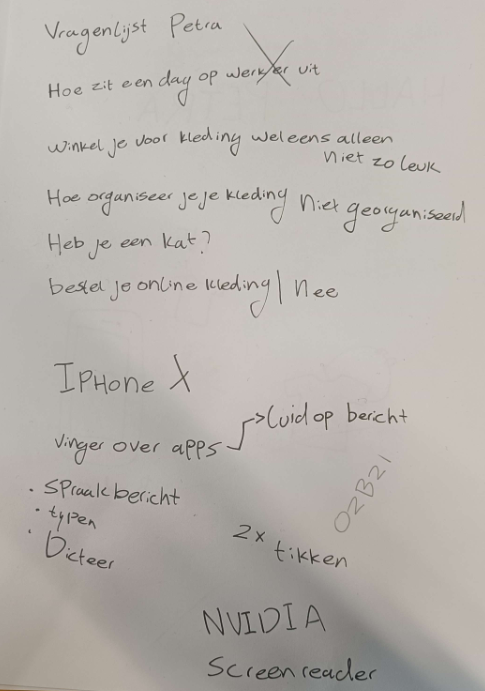 Vragenlijst Petra
Hoe zit een dag op werk er uit
Winkel je voor kleding weleens alleen
niet zo leuk
Hoe organiseer je je kleding Niet georganiseerd
Heb je een kat?
bestel je online kleding | nee
IPHONE X
Vinger over apps -> luid op bericht
• Spraakbericht
• typen
• Dicteer
2x tikken
02B21
NVIDIA
Screenreader